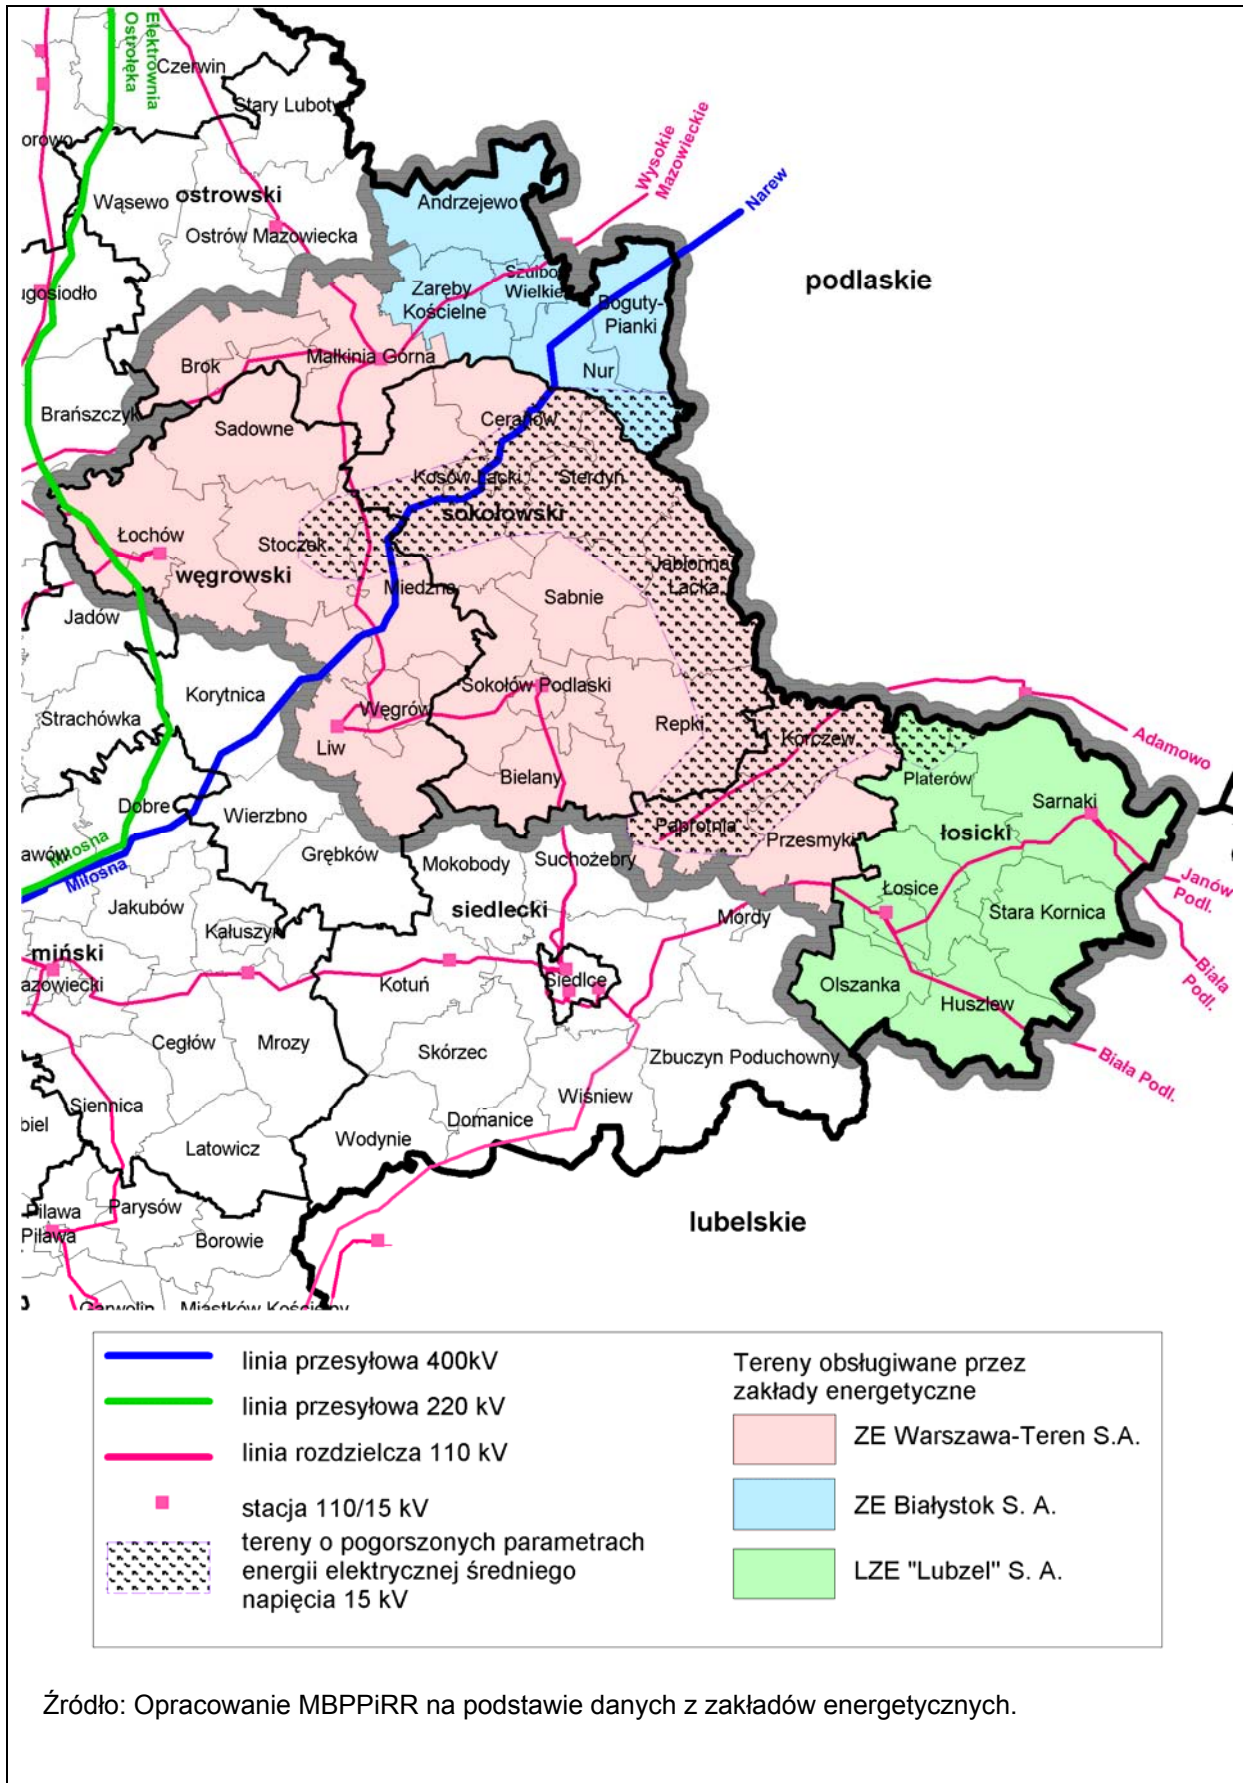 Elektrownia
Ostrołęka
Czerwin
Stary Lubotyń
orowo
Wąsewo
ostrowski
Ostrów Mazowiecka
ugosiodło
Andrzejewo
Wysokie
Mazowieckie
Narew
podlaskie
Zaręby
Kościelne
Szulbo
Wielkie
Boguty-
Pianki
Nur
Brok
Małkinia Górna
Brańszczyk
Sadowne
Ceranów
Kosów Lacki
Sterdyń
sokołowski
Łochów
Stoczek
węgrowski
Miedzna
Jabłonna
Lacka
Sabnie
Jadów
Korytnica
Strachówka
Sokołów Podlaski
Węgrów
Liw
Repki
Korczew
Bielany
Adamowo
Platerów
Sarnaki
łosicki
Dobre
Wierzbno
Grębków
Paprotnia
Przesmyki
awów
Miłosna
Miłosna
Mokobody
Suchożebry
Jakubów
Kałuszyn
siedlecki
Mordy
Łosice
Stara Kornica
Janów
Podl.
Biała
Podl.
miński
azowiecki
Kotuń
Siedlce
Olszanka
Huszlew
Cegłów
Mrozy
Skórzec
Zbuczyn Poduchowny
Biała Podl.
Siennica
biel
Wiśniew
Domanice
Wodynie
Latowicz
Parysów
Pilawa
Pilawa
Borowie
lubelskie
Garwolin
Miastków Kościelny
linia przesyłowa 400kV
linia przesyłowa 220 kV
linia rozdzielcza 110 kV
stacja 110/15 kV
tereny o pogorszonych parametrach
energii elektrycznej średniego
napięcia 15 kV
Tereny obsługiwane przez
zakłady energetyczne
ZE Warszawa-Teren S.A.
ZE Białystok S. A.
LZE "Lubzel" S. A.
Źródło: Opracowanie MBPPiRR na podstawie danych z zakładów energetycznych.